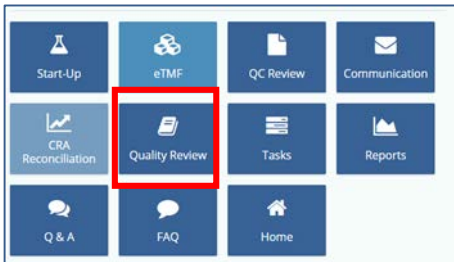 Start-Up
eTMF
QC Review
Communication
CRA
Reconciliation
Quality Review
Tasks
Reports
Q & A
FAQ
Home